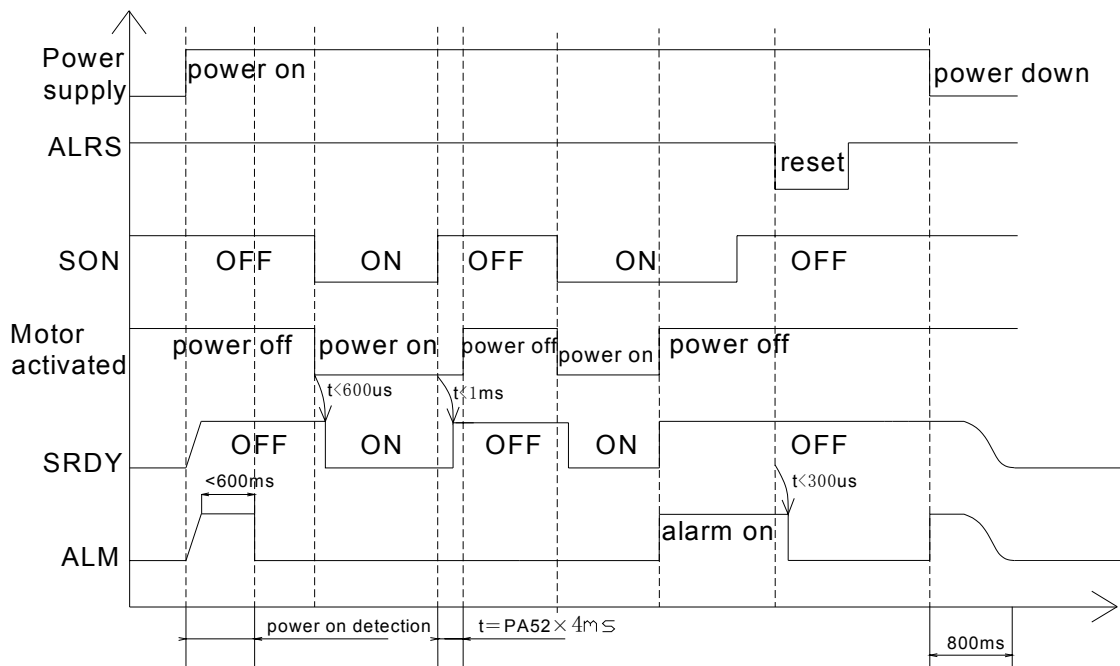 Power
supply
power on
power down
ALRS
reset
SON
OFF
ON
OFF
ON
OFF
Motor
activated
power off
power on
power off
power on
power off
t<600us
t<1ms
SRDY
OFF
ON
OFF
ON
OFF
<600ms
t<300us
ALM
alarm on
power on detection
t=PA52×4ms
800ms